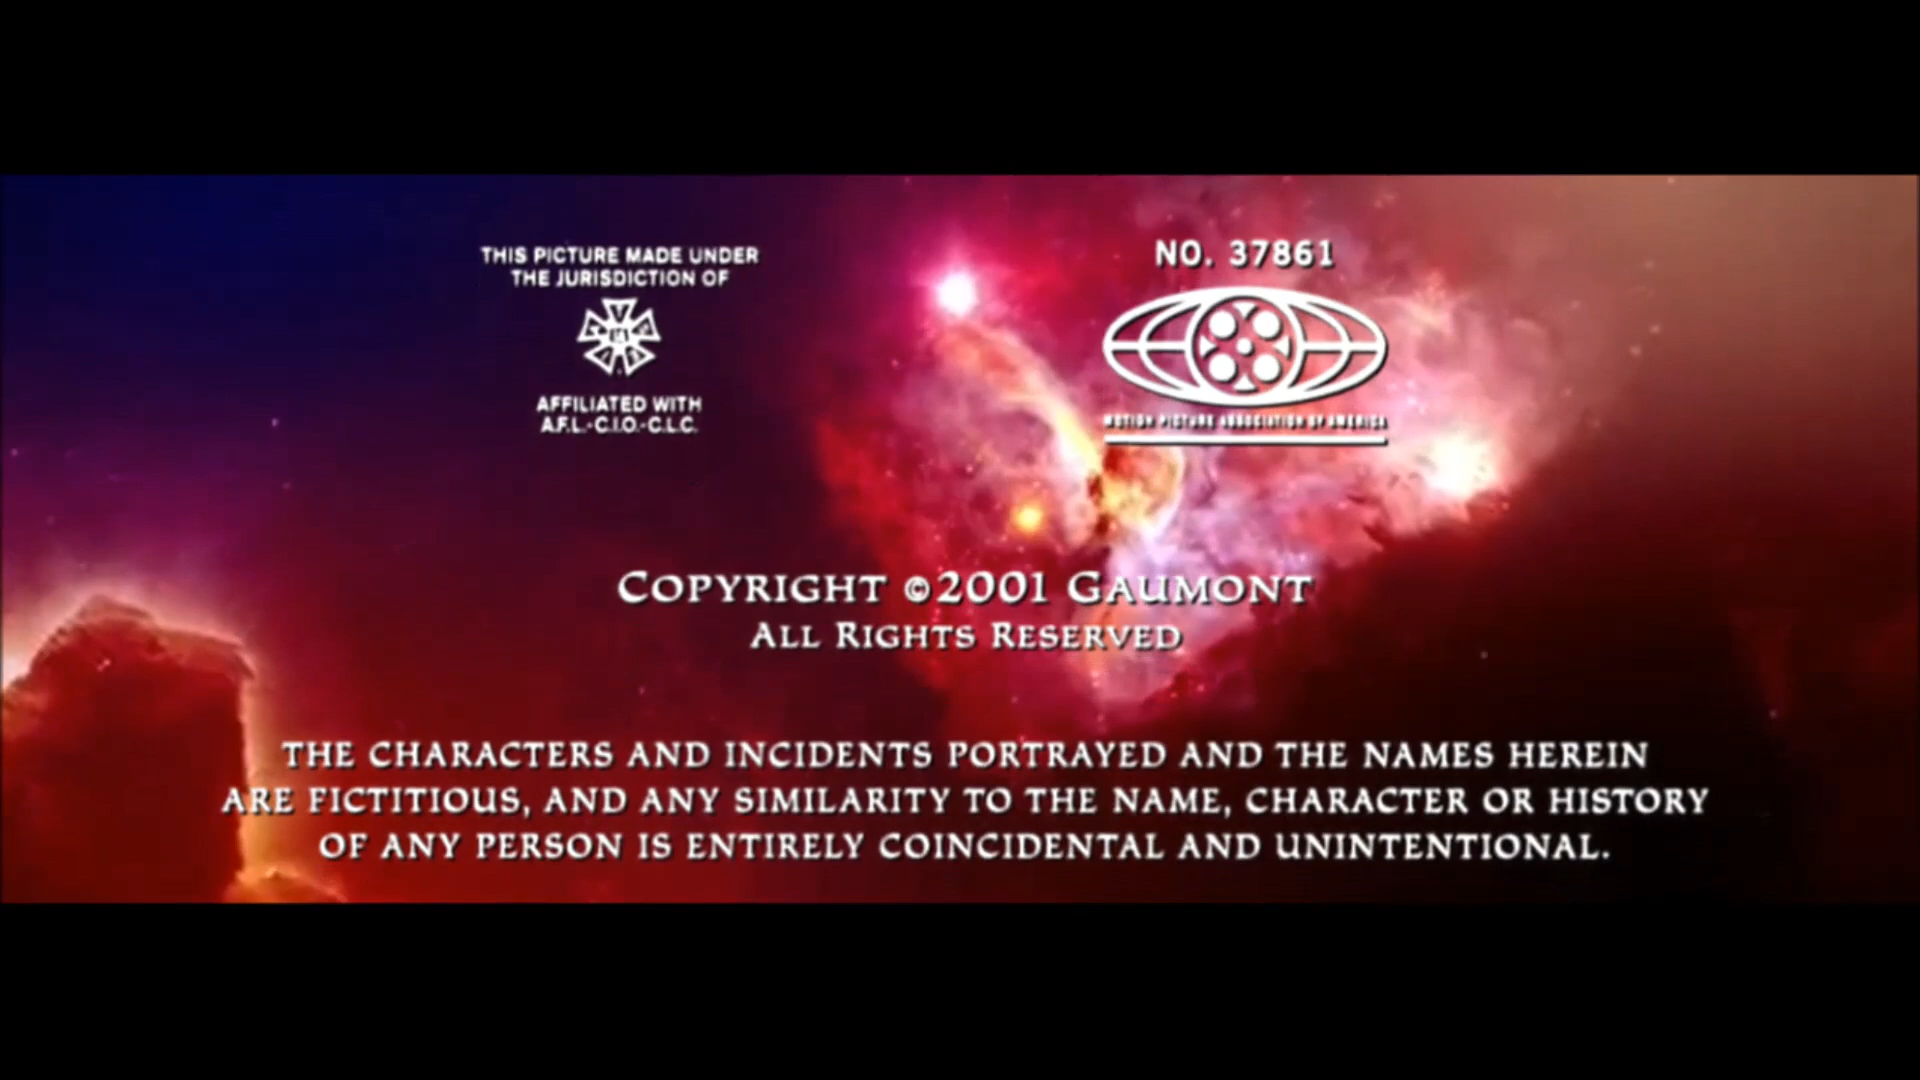 THIS PICTURE MADE UNDER
THE JURISDICTION OF
AFFILIATED WITH
A.F.L.-C.I.O.-C.L.C.
NO. 37861
MOTION PICTURE ASSOCIATION OF AMERICA
COPYRIGHT ©2001 GAUMONT
ALL RIGHTS RESERVED
THE CHARACTERS AND INCIDENTS PORTRAYED AND THE NAMES HEREIN
ARE FICTITIOUS, AND ANY SIMILARITY TO THE NAME, CHARACTER OR HISTORY
OF ANY PERSON IS ENTIRELY COINCIDENTAL AND UNINTENTIONAL.